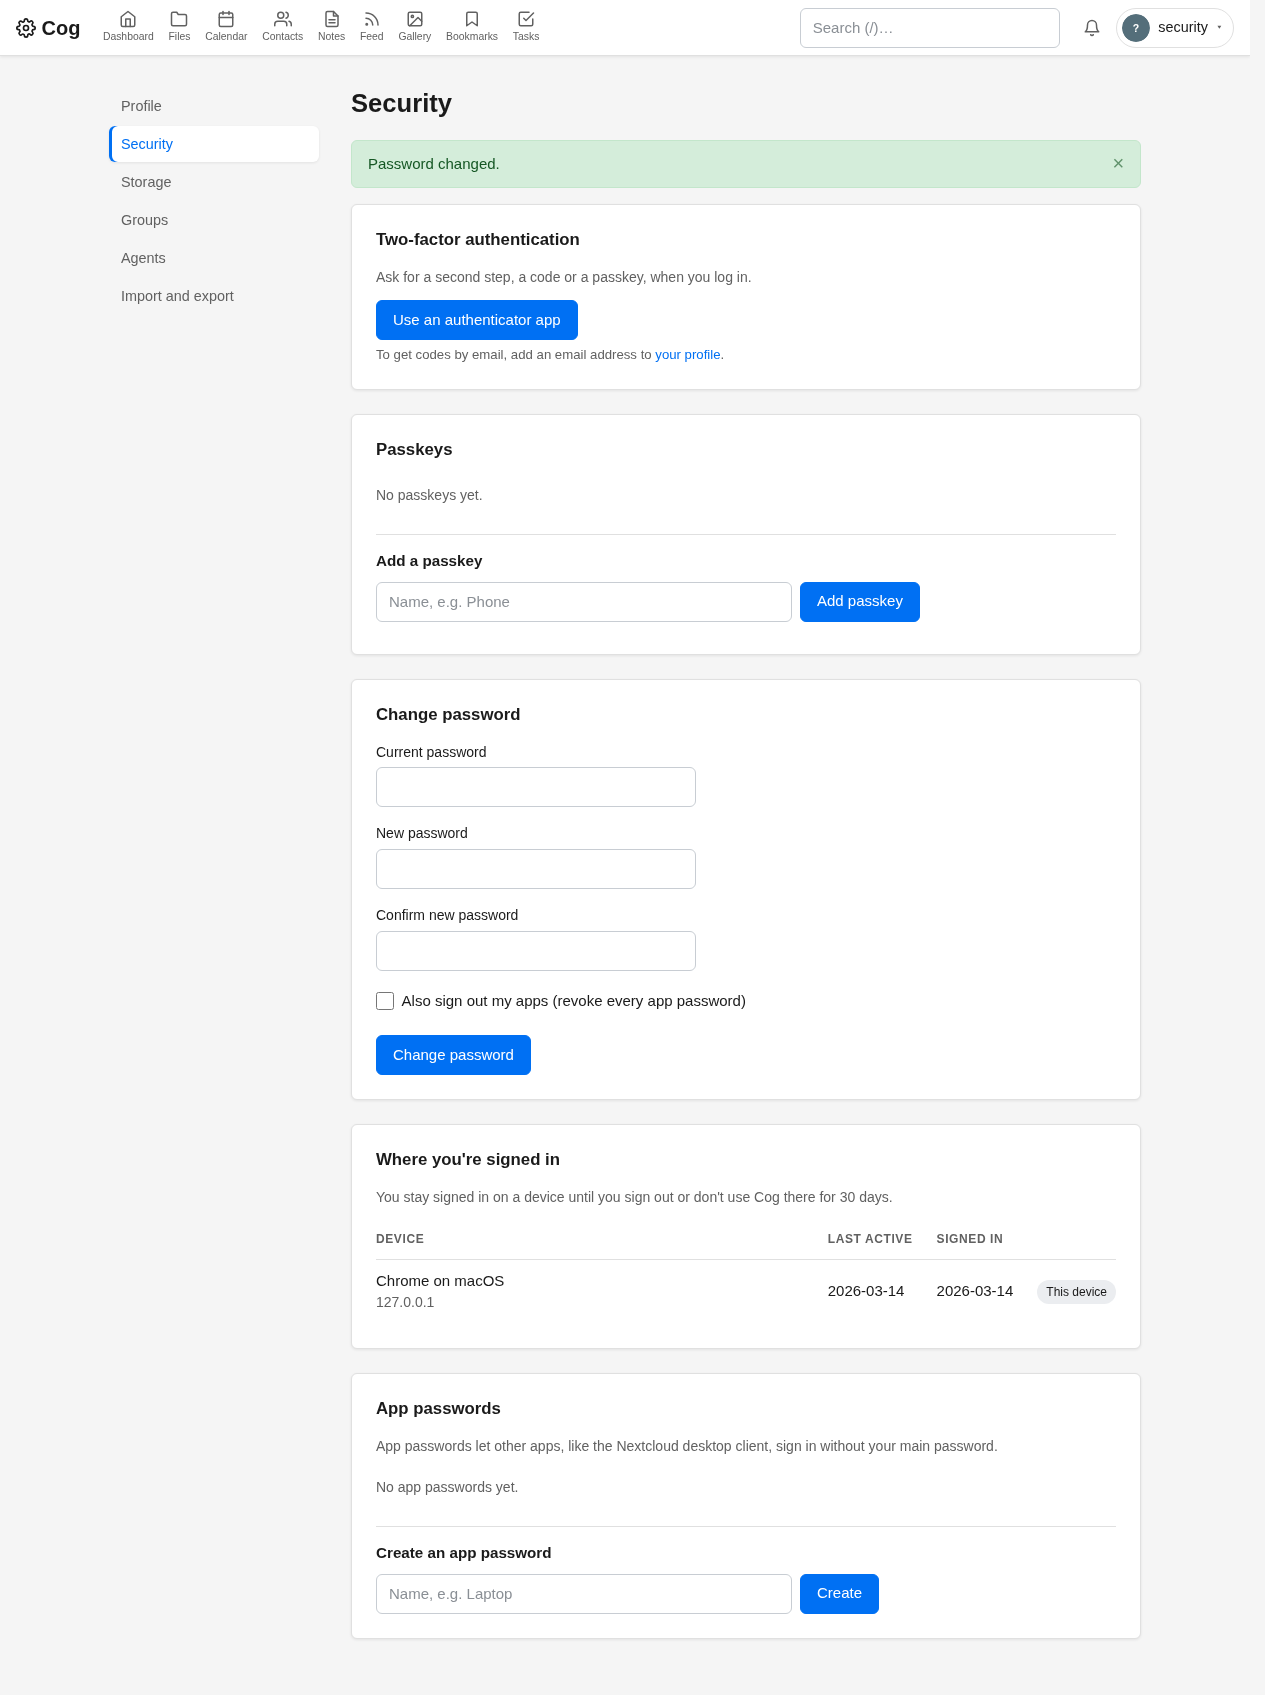 Cog
Dashboard Files Calendar Contacts Notes Feed Gallery Bookmarks Tasks
Search (/)…
? security
Profile
Security
Storage
Groups
Agents
Import and export
Security
Password changed. ×
Two-factor authentication
Ask for a second step, a code or a passkey, when you log in.
Use an authenticator app
To get codes by email, add an email address to your profile.
Passkeys
No passkeys yet.
Add a passkey
Name, e.g. Phone Add passkey
Change password
Current password
New password
Confirm new password
Also sign out my apps (revoke every app password)
Change password
Where you're signed in
You stay signed in on a device until you sign out or don't use Cog there for 30 days.
DEVICE LAST ACTIVE SIGNED IN
Chrome on macOS
127.0.0.1
2026-03-14 2026-03-14 This device
App passwords
App passwords let other apps, like the Nextcloud desktop client, sign in without your main password.
No app passwords yet.
Create an app password
Name, e.g. Laptop Create